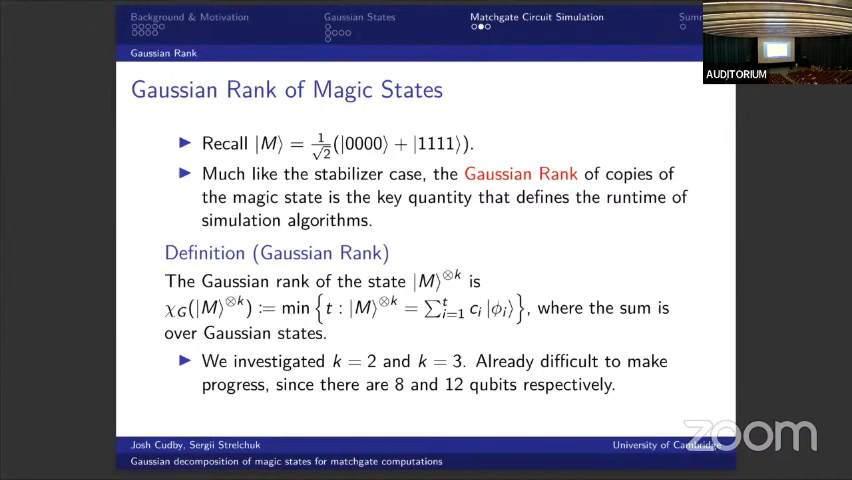 Background & Motivation
Gaussian States
Matchgate Circuit Simulation
Gaussian Rank
AUDITORIUM
Gaussian Rank of Magic States
Recall |M⟩ = 1/√2 (|0000⟩ + |1111⟩).
Much like the stabilizer case, the Gaussian Rank of copies of
the magic state is the key quantity that defines the runtime of
simulation algorithms.
Definition (Gaussian Rank)
The Gaussian rank of the state |M⟩^{⊗k} is
χ_G(|M⟩^{⊗k}) := min { t : |M⟩^{⊗k} = ∑_{i=1}^{t} c_i |ϕ_i⟩ }, where the sum is
over Gaussian states.
We investigated k = 2 and k = 3. Already difficult to make
progress, since there are 8 and 12 qubits respectively.
Josh Cudby, Sergii Strelchuk
University of Cambridge
Gaussian decomposition of magic states for matchgate computations
zoom